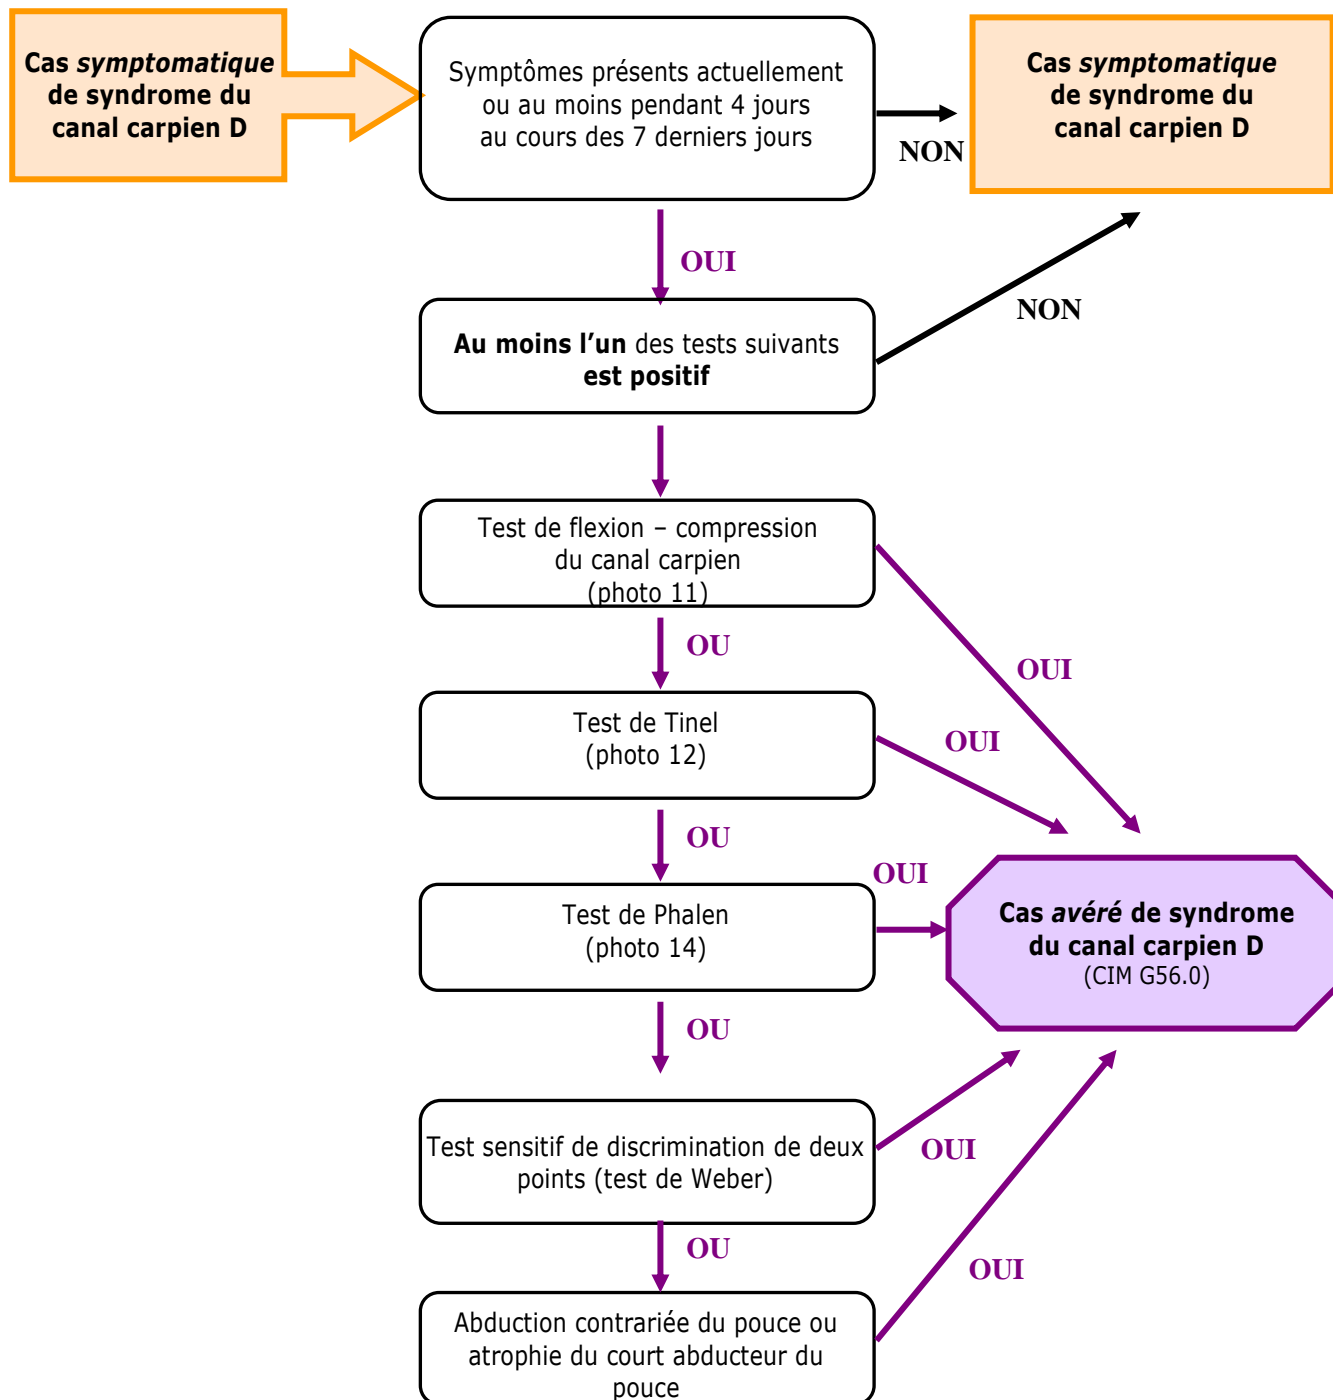 Cas symptomatique
de syndrome du
canal carpien D
Symptômes présents actuellement
ou au moins pendant 4 jours
au cours des 7 derniers jours
NON
Cas symptomatique
de syndrome du
canal carpien D
OUI
NON
Au moins l’un des tests suivants
est positif
Test de flexion – compression
du canal carpien
(photo 11)
OUI
OU
Test de Tinel
(photo 12)
OUI
OU
Test de Phalen
(photo 14)
OUI
Cas avéré de syndrome
du canal carpien D
(CIM G56.0)
OU
Test sensitif de discrimination de deux
points (test de Weber)
OUI
OU
Abduction contrariée du pouce ou
atrophie du court abducteur du
pouce
OUI